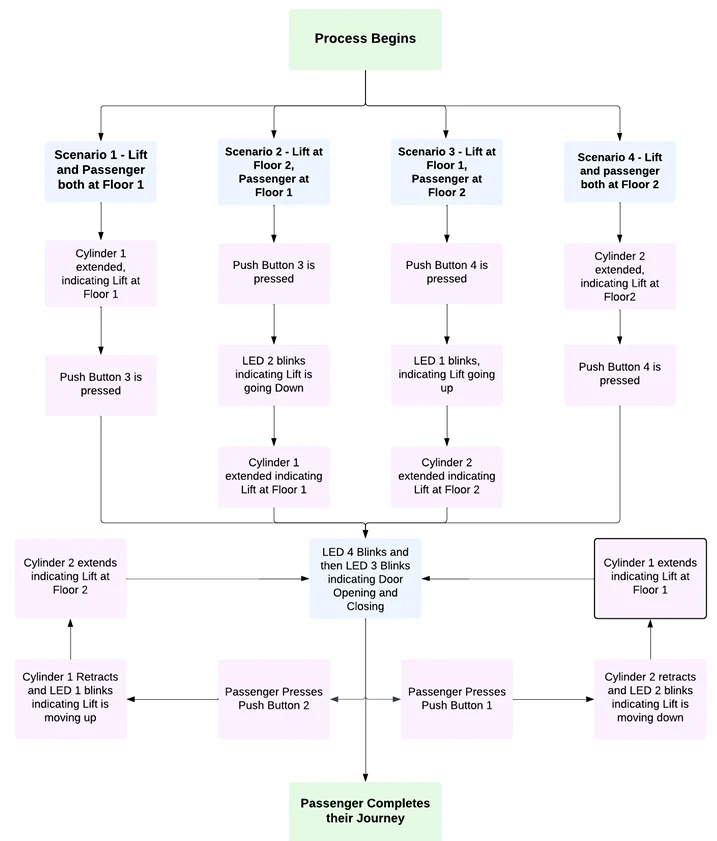 Process Begins
Scenario 1 - Lift
and Passenger
both at Floor 1
Scenario 2 - Lift at
Floor 2,
Passenger at
Floor 1
Scenario 3 - Lift at
Floor 1,
Passenger at
Floor 2
Scenario 4 - Lift
and passenger
both at Floor 2
Cylinder 1
extended,
indicating Lift at
Floor 1
Push Button 3 is
pressed
Push Button 4 is
pressed
Cylinder 2
extended,
indicating Lift at
Floor2
Push Button 3 is
pressed
LED 2 blinks
indicating Lift is
going Down
LED 1 blinks,
indicating Lift going
up
Push Button 4 is
pressed
Cylinder 1
extended indicating
Lift at Floor 1
Cylinder 2
extended indicating
Lift at Floor 2
Cylinder 2 extends
indicating Lift at
Floor 2
LED 4 Blinks and
then LED 3 Blinks
indicating Door
Opening and
Closing
Cylinder 1 extends
indicating Lift at
Floor 1
Cylinder 1 Retracts
and LED 1 blinks
indicating Lift is
moving up
Passenger Presses
Push Button 2
Passenger Presses
Push Button 1
Cylinder 2 retracts
and LED 2 blinks
indicating Lift is
moving down
Passenger Completes
their Journey